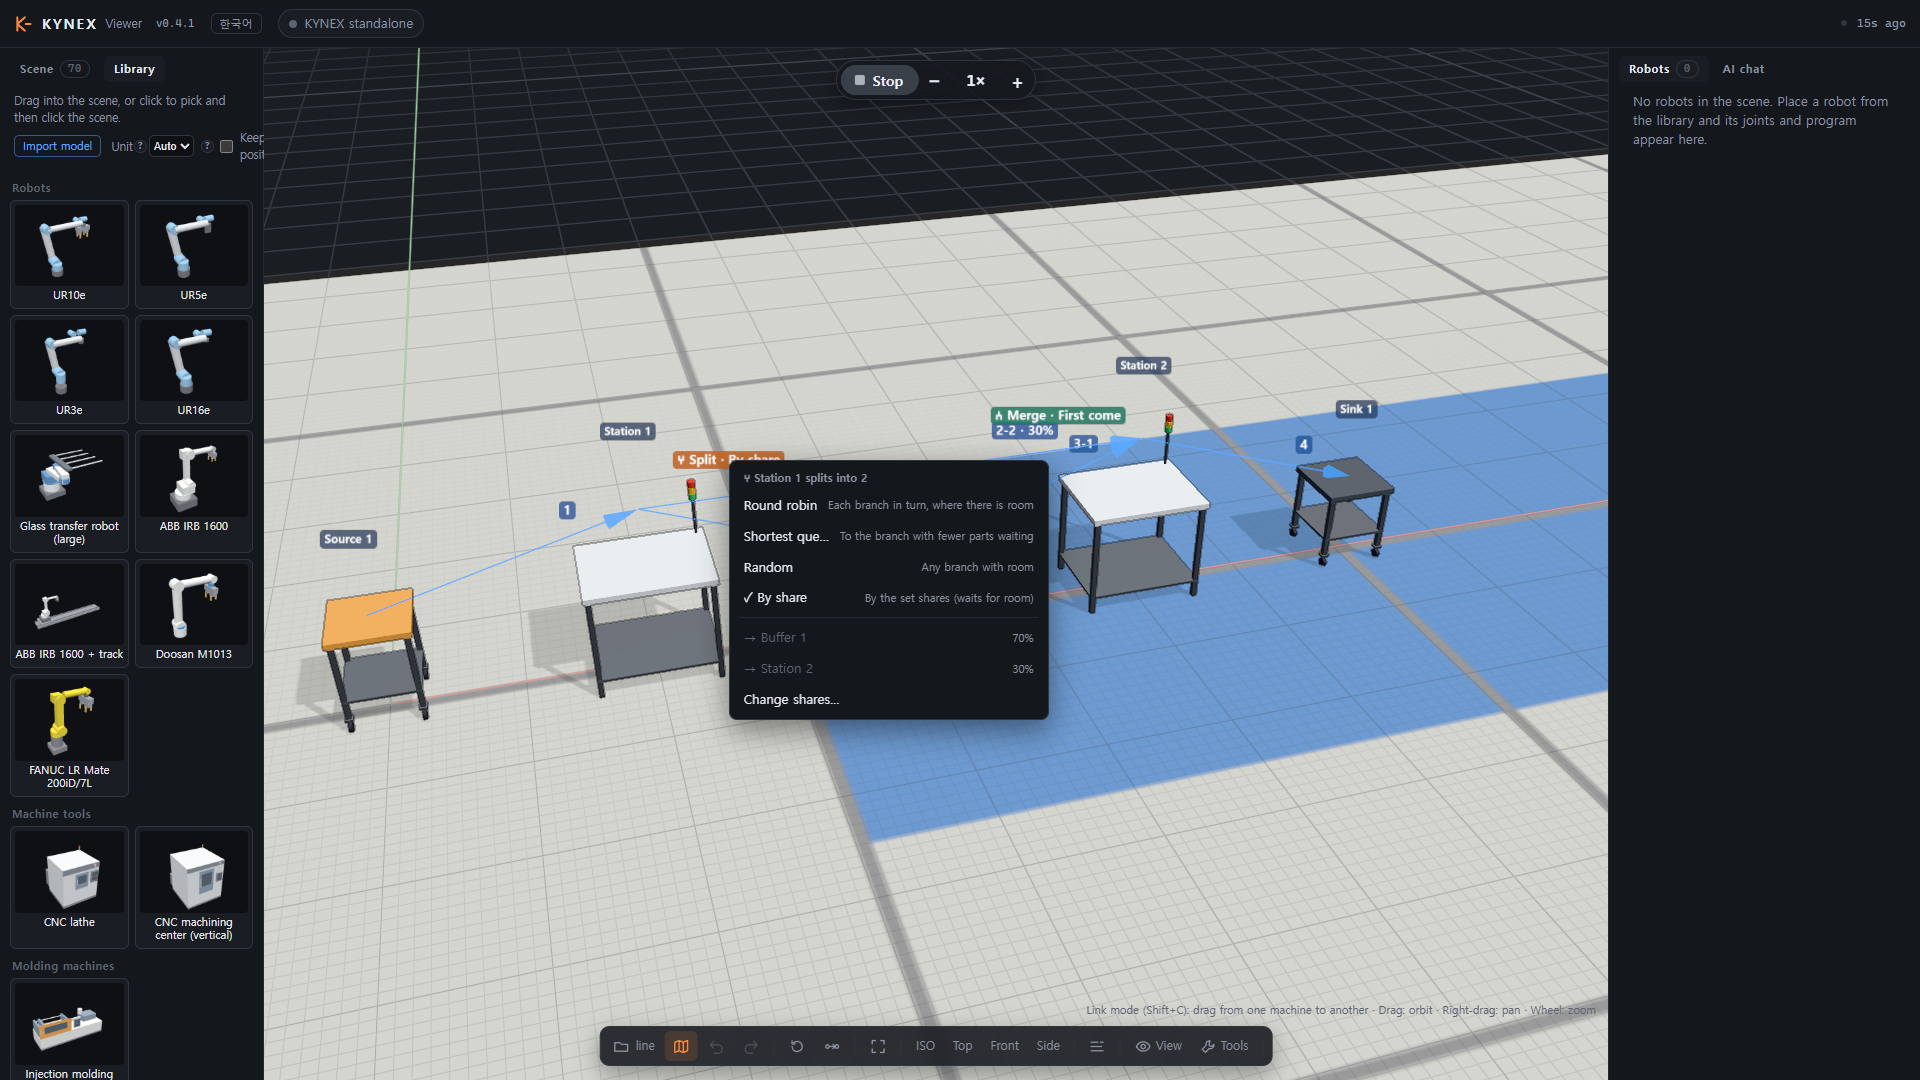 KYNEX Viewer v0.4.1 한국어 KYNEX standalone
15s ago
Scene 70 Library
Drag into the scene, or click to pick and
then click the scene.
Import model Unit ? Auto ? Keep
posit
Robots
UR10e UR5e
UR3e UR16e
Glass transfer robot
(large)
ABB IRB 1600
ABB IRB 1600 + track Doosan M1013
FANUC LR Mate
200iD/7L
Machine tools
CNC lathe
CNC machining
center (vertical)
Molding machines
Injection molding
Stop − 1× +
Station 2
Sink 1
Merge · First come
2-2 · 30%
3-1
4
Station 1
Split · By share
1
Source 1
Station 1 splits into 2
Round robin Each branch in turn, where there is room
Shortest que... To the branch with fewer parts waiting
Random Any branch with room
✓ By share By the set shares (waits for room)
→ Buffer 1 70%
→ Station 2 30%
Change shares...
Link mode (Shift+C): drag from one machine to another · Drag: orbit · Right-drag: pan · Wheel: zoom
line ISO Top Front Side View Tools
Robots 0 AI chat
No robots in the scene. Place a robot from
the library and its joints and program
appear here.